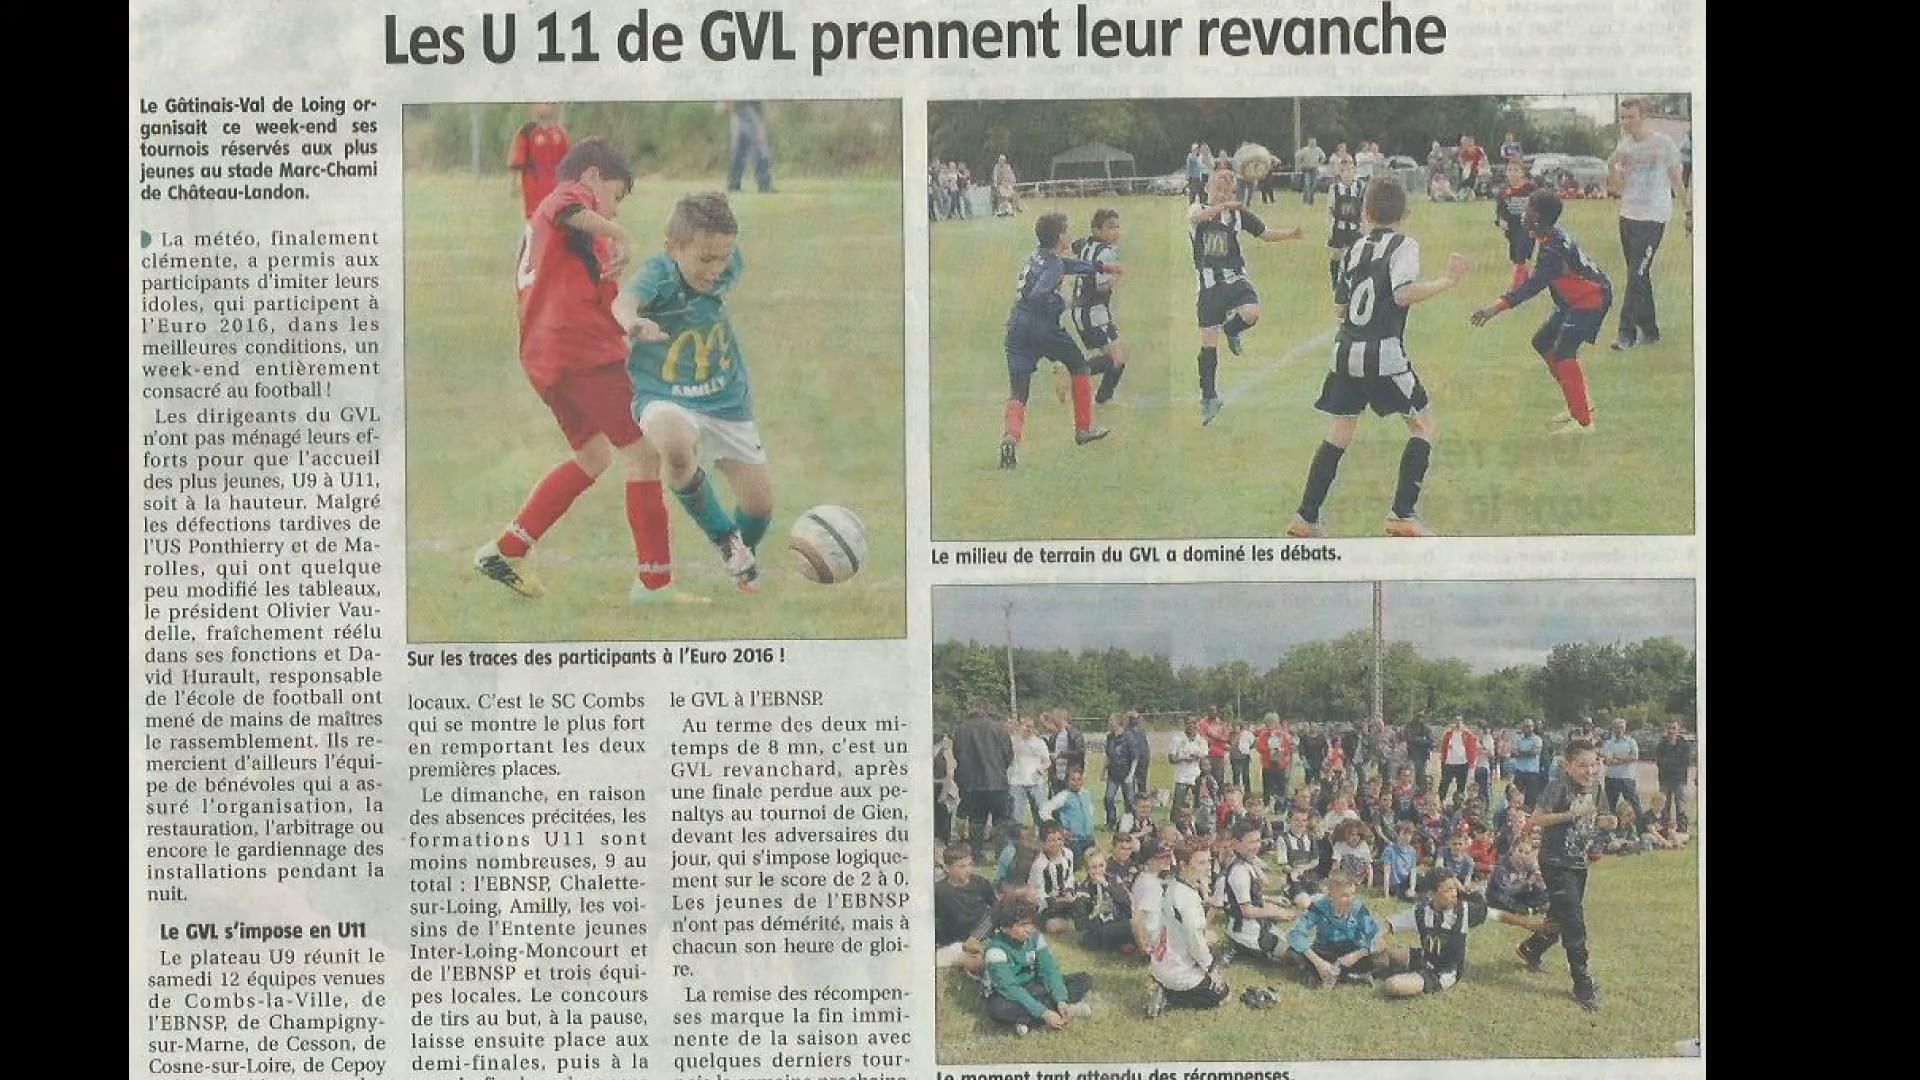 Les U 11 de GVL prennent leur revanche
Le Gâtinais-Val de Loing or-
ganisait ce week-end ses
tournois réservés aux plus
jeunes au stade Marc-Chami
de Château-Landon.
La météo, finalement
clémente, a permis aux
participants d'imiter leurs
idoles, qui participent à
l'Euro 2016, dans les
meilleures conditions, un
week-end entièrement
consacré au football !
Les dirigeants du GVL
n'ont pas ménagé leurs ef-
forts pour que l'accueil
des plus jeunes, U9 à U11,
soit à la hauteur. Malgré
les défections tardives de
l'US Ponthierry et de Ma-
rolles, qui ont quelque
peu modifié les tableaux,
le président Olivier Vau-
delle, fraîchement réélu
dans ses fonctions et Da-
vid Hurault, responsable
de l'école de football ont
mené de mains de maîtres
le rassemblement. Ils re-
mercient d'ailleurs l'équi-
pe de bénévoles qui a as-
suré l'organisation, la
restauration, l'arbitrage ou
encore le gardiennage des
installations pendant la
nuit.
Le GVL s'impose en U11
Le plateau U9 réunit le
samedi 12 équipes venues
de Combs-la-Ville, de
l'EBNSP, de Champigny-
sur-Marne, de Cesson, de
Cosne-sur-Loire, de Cepoy
AMILLY
Sur les traces des participants à l'Euro 2016 !
locaux. C'est le SC Combs
qui se montre le plus fort
en remportant les deux
premières places.
Le dimanche, en raison
des absences précitées, les
formations U11 sont
moins nombreuses, 9 au
total : l'EBNSP, Chalette-
sur-Loing, Amilly, les voi-
sins de l'Entente jeunes
Inter-Loing-Moncourt et
de l'EBNSP et trois équi-
pes locales. Le concours
de tirs au but, à la pause,
laisse ensuite place aux
demi-finales, puis à la
le GVL à l'EBNSP.
Au terme des deux mi-
temps de 8 mn, c'est un
GVL revanchard, après
une finale perdue aux pe-
naltys au tournoi de Gien,
devant les adversaires du
jour, qui s'impose logique-
ment sur le score de 2 à 0.
Les jeunes de l'EBNSP
n'ont pas démérité, mais à
chacun son heure de gloi-
re.
La remise des récompen-
ses marque la fin immi-
nente de la saison avec
quelques derniers tour-
Le milieu de terrain du GVL a dominé les débats.
Le moment tant attendu des récompenses.